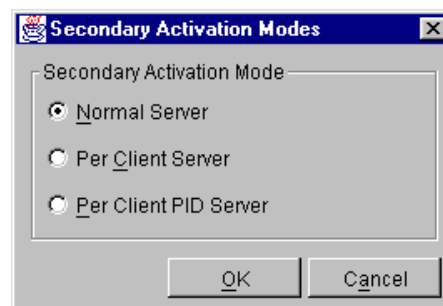 Secondary Activation Modes
Secondary Activation Mode
Normal Server
Per Client Server
Per Client PID Server
OK
Cancel